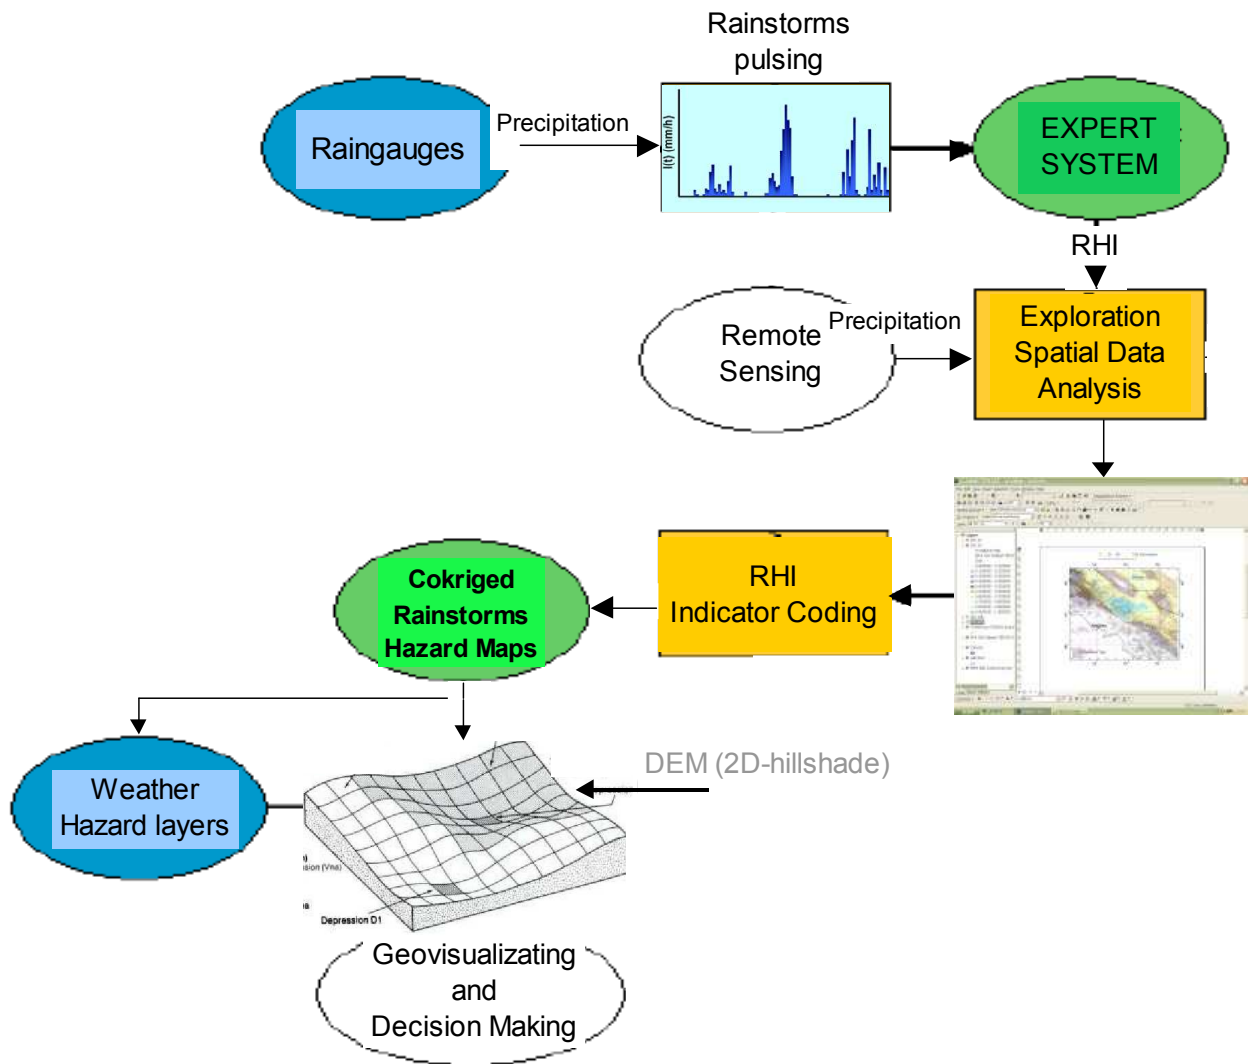 Rainstorms
pulsing
Raingauges
Precipitation
I(t) (mm/h)
EXPERT
SYSTEM
RHI
Remote
Sensing
Precipitation
Exploration
Spatial Data
Analysis
RHI
Indicator Coding
Cokriged
Rainstorms
Hazard Maps
DEM (2D-hillshade)
Weather
Hazard layers
Depression D1
Geovisualizating
and
Decision Making